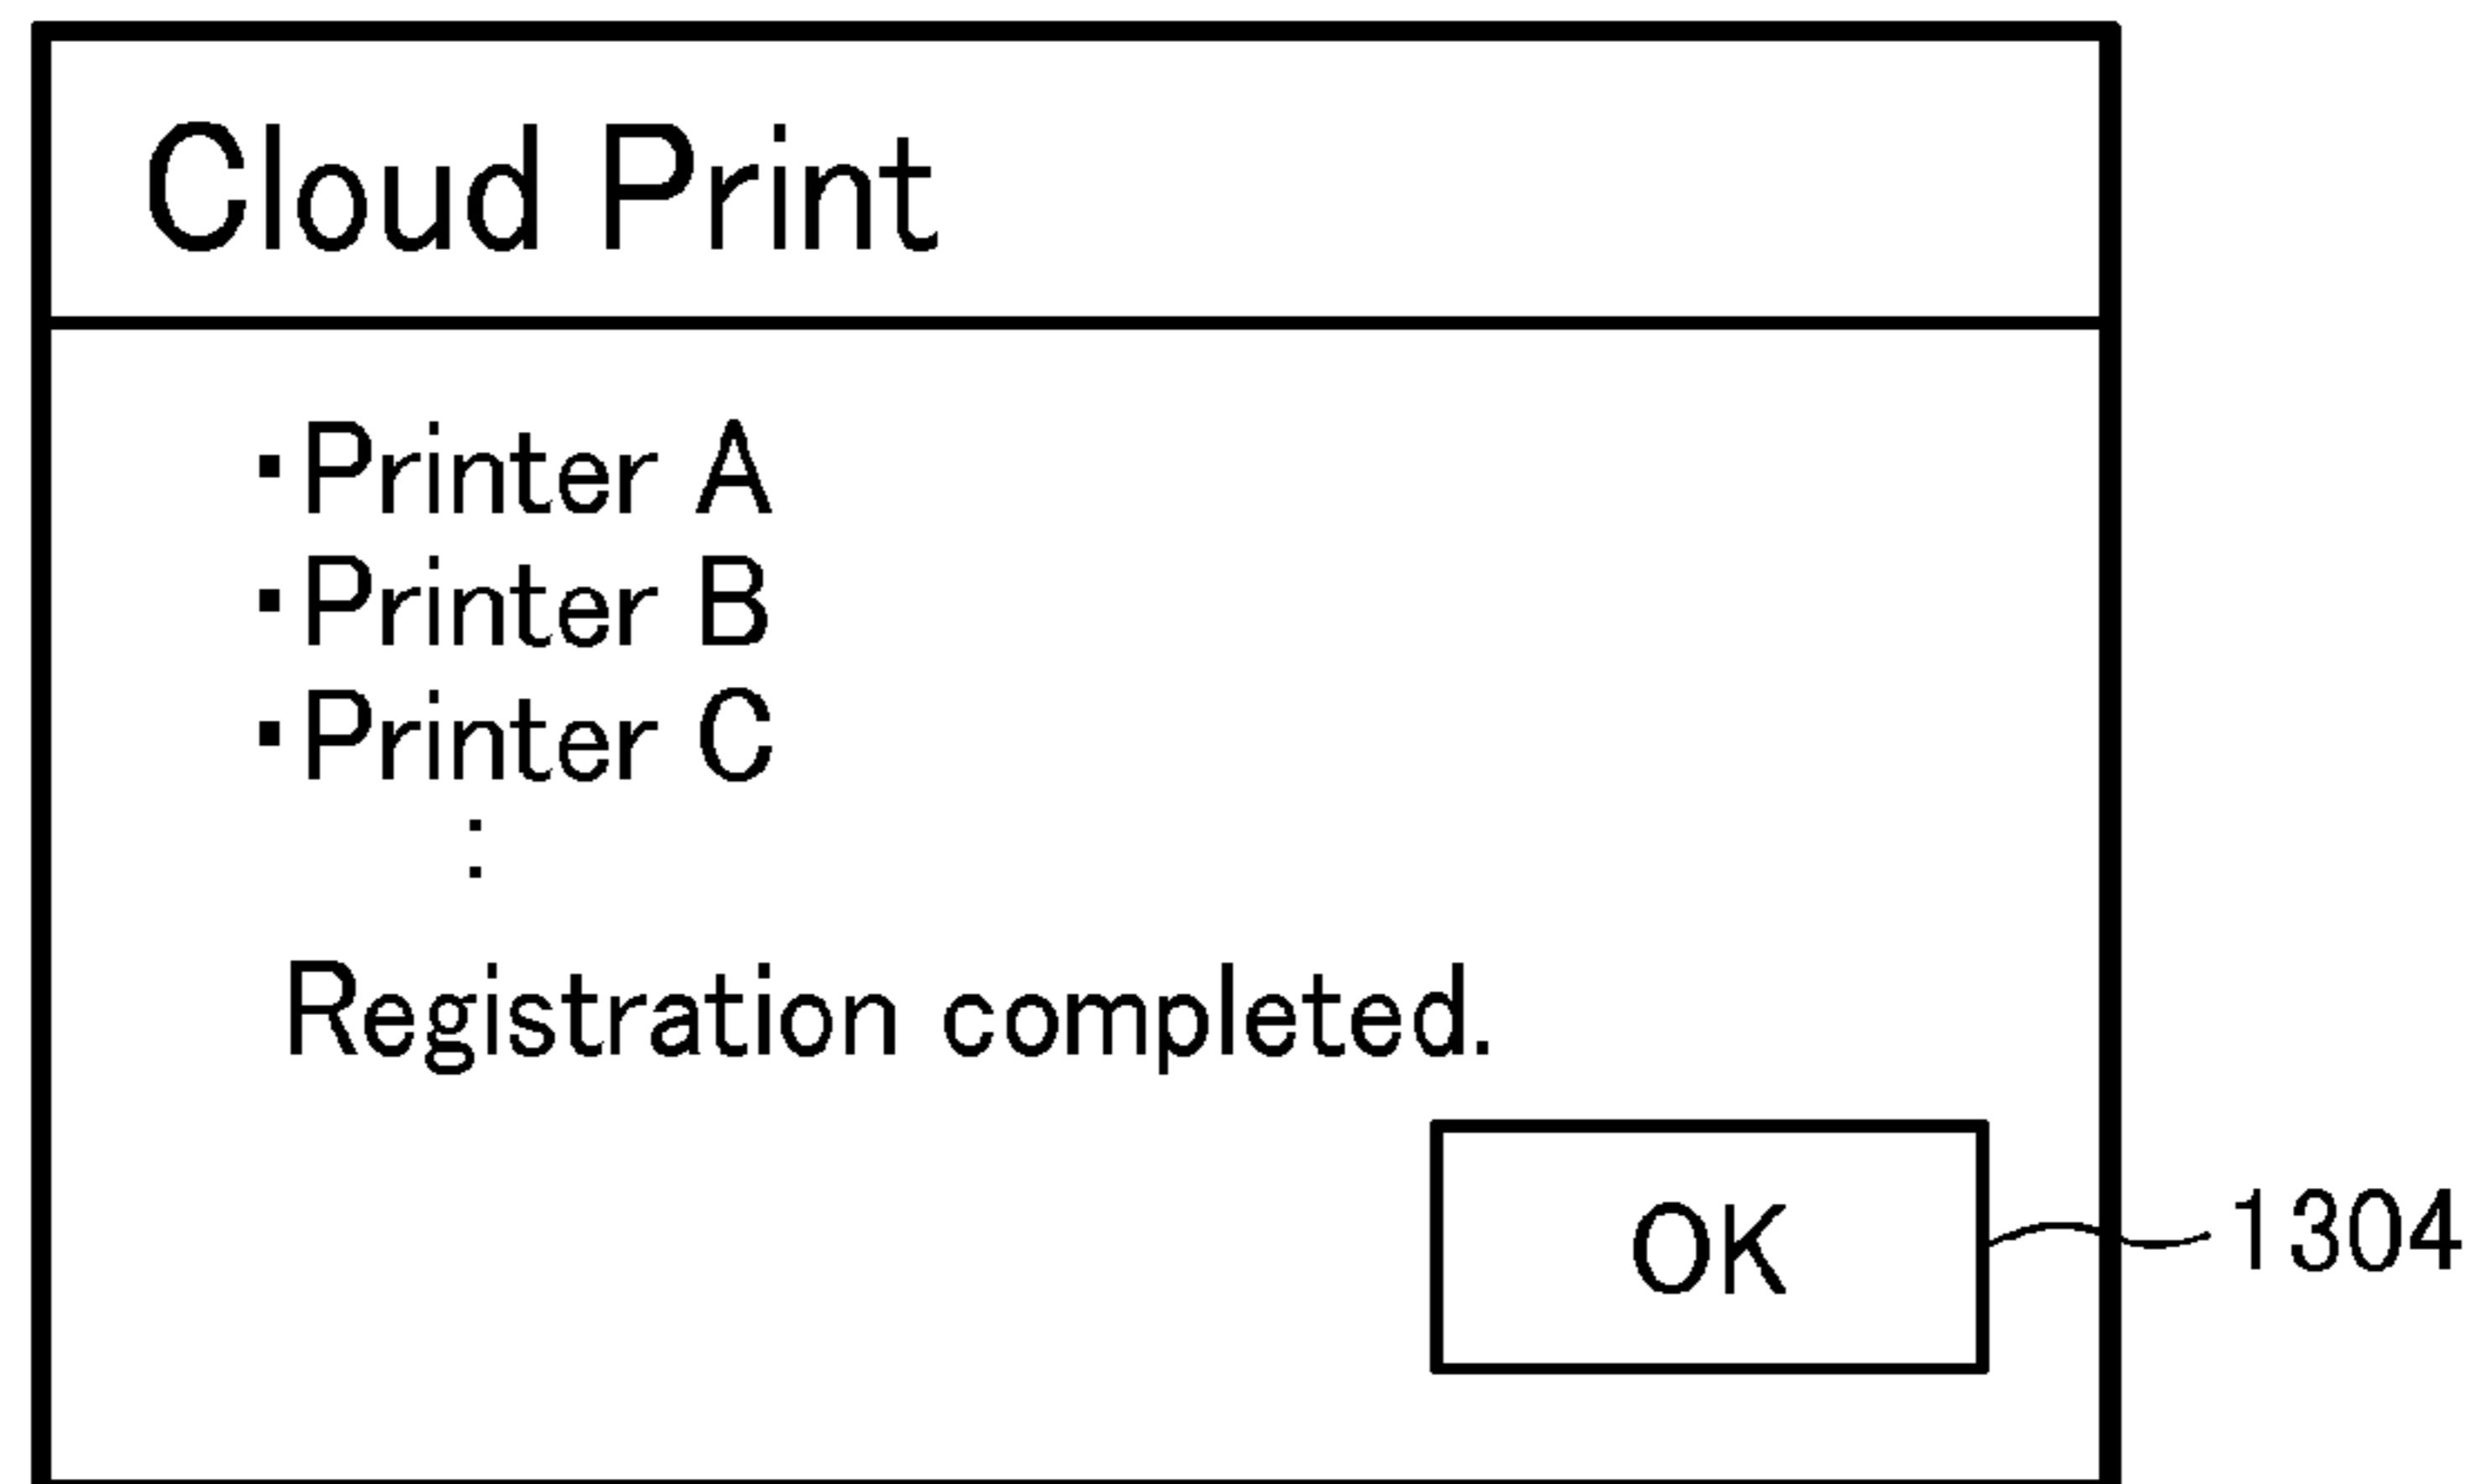 Cloud Print
・Printer A
・Printer B
・Printer C
:
Registration completed.
OK
1304